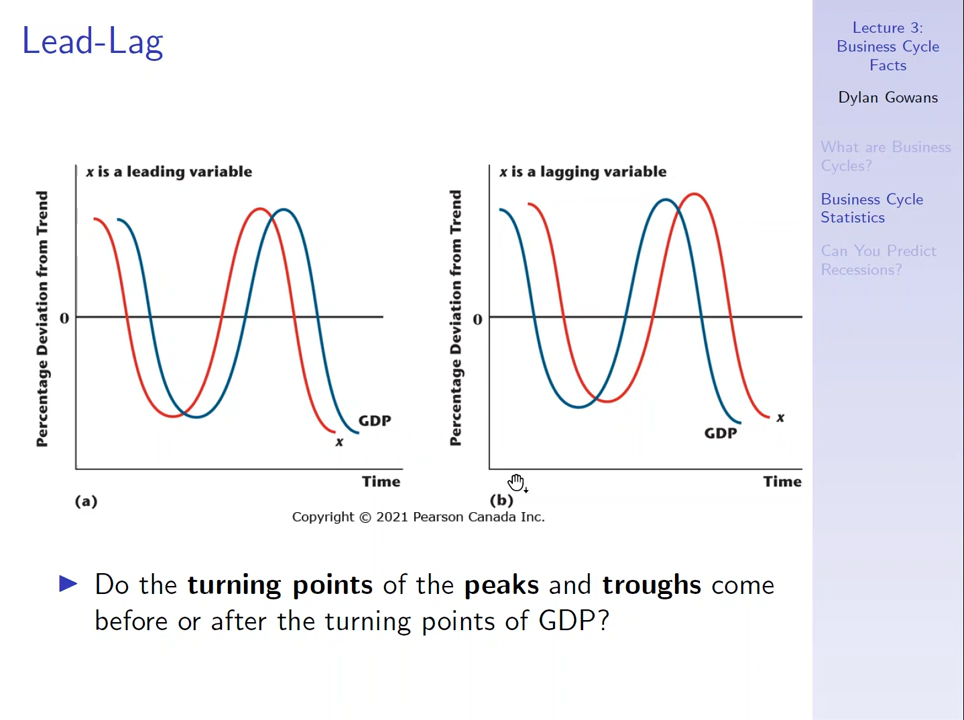 Lead-Lag
x is a leading variable
Percentage Deviation from Trend
0
GDP
x
Time
(a)
x is a lagging variable
Percentage Deviation from Trend
0
x
GDP
Time
(b)
Copyright © 2021 Pearson Canada Inc.
Do the turning points of the peaks and troughs come
before or after the turning points of GDP?
Lecture 3:
Business Cycle
Facts
Dylan Gowans
What are Business
Cycles?
Business Cycle
Statistics
Can You Predict
Recessions?